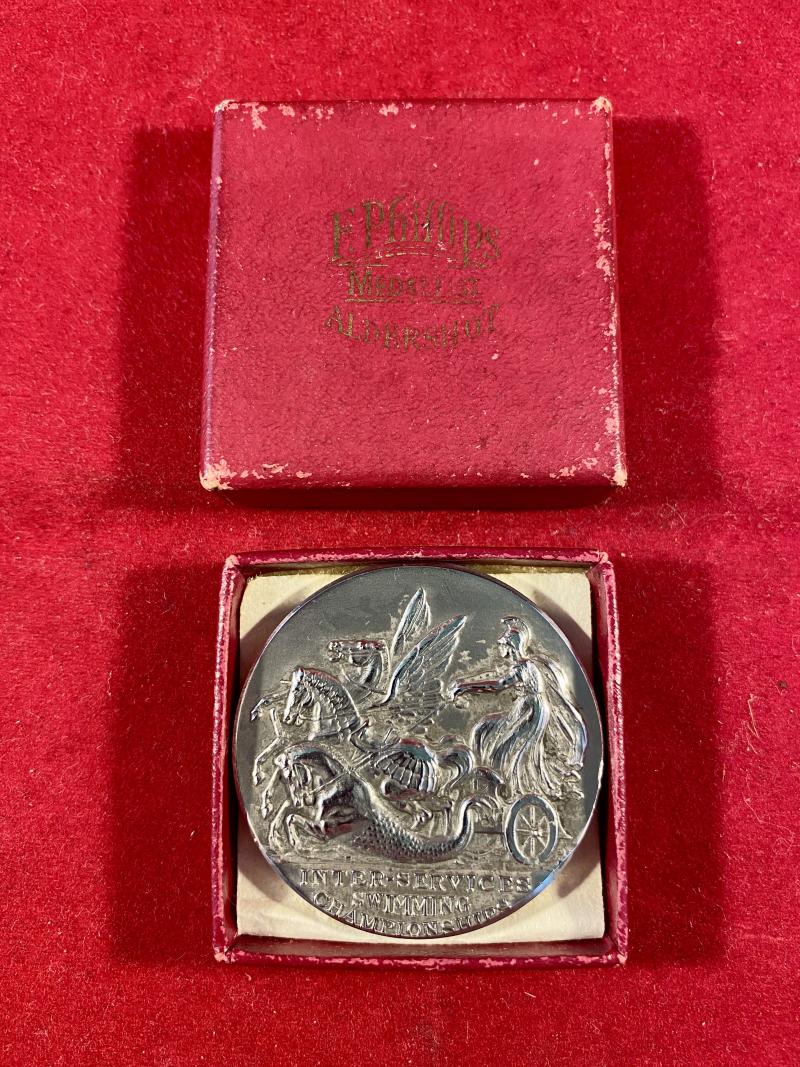 F. Phillips
MEDALLIST
ALDERSHOT
INTER-SERVICES
SWIMMING
CHAMPIONSHIPS